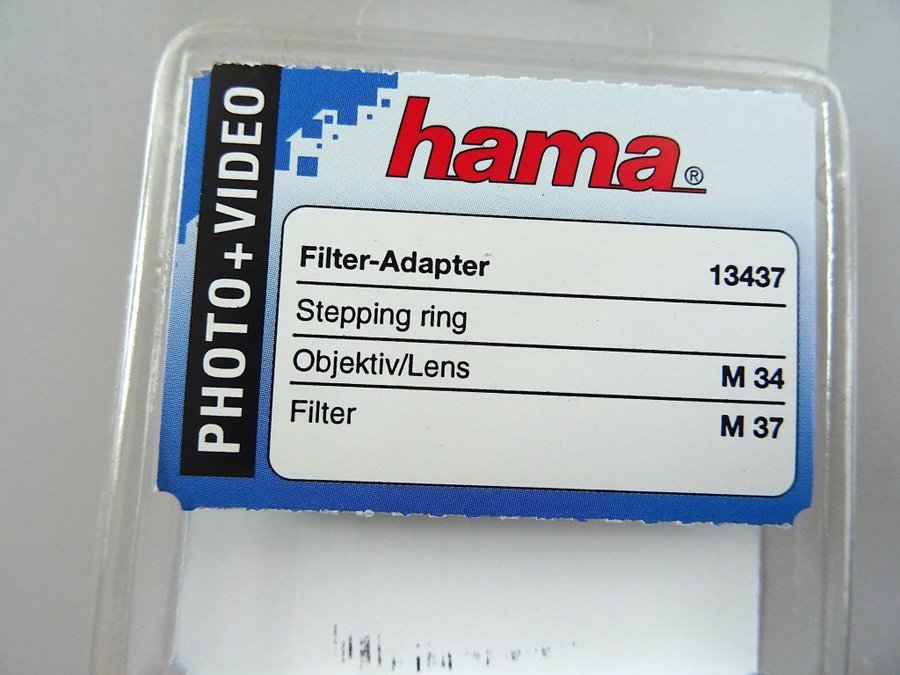 PHOTO+VIDEO
hama®
Filter-Adapter 13437
Stepping ring
Objektiv/Lens M 34
Filter M 37